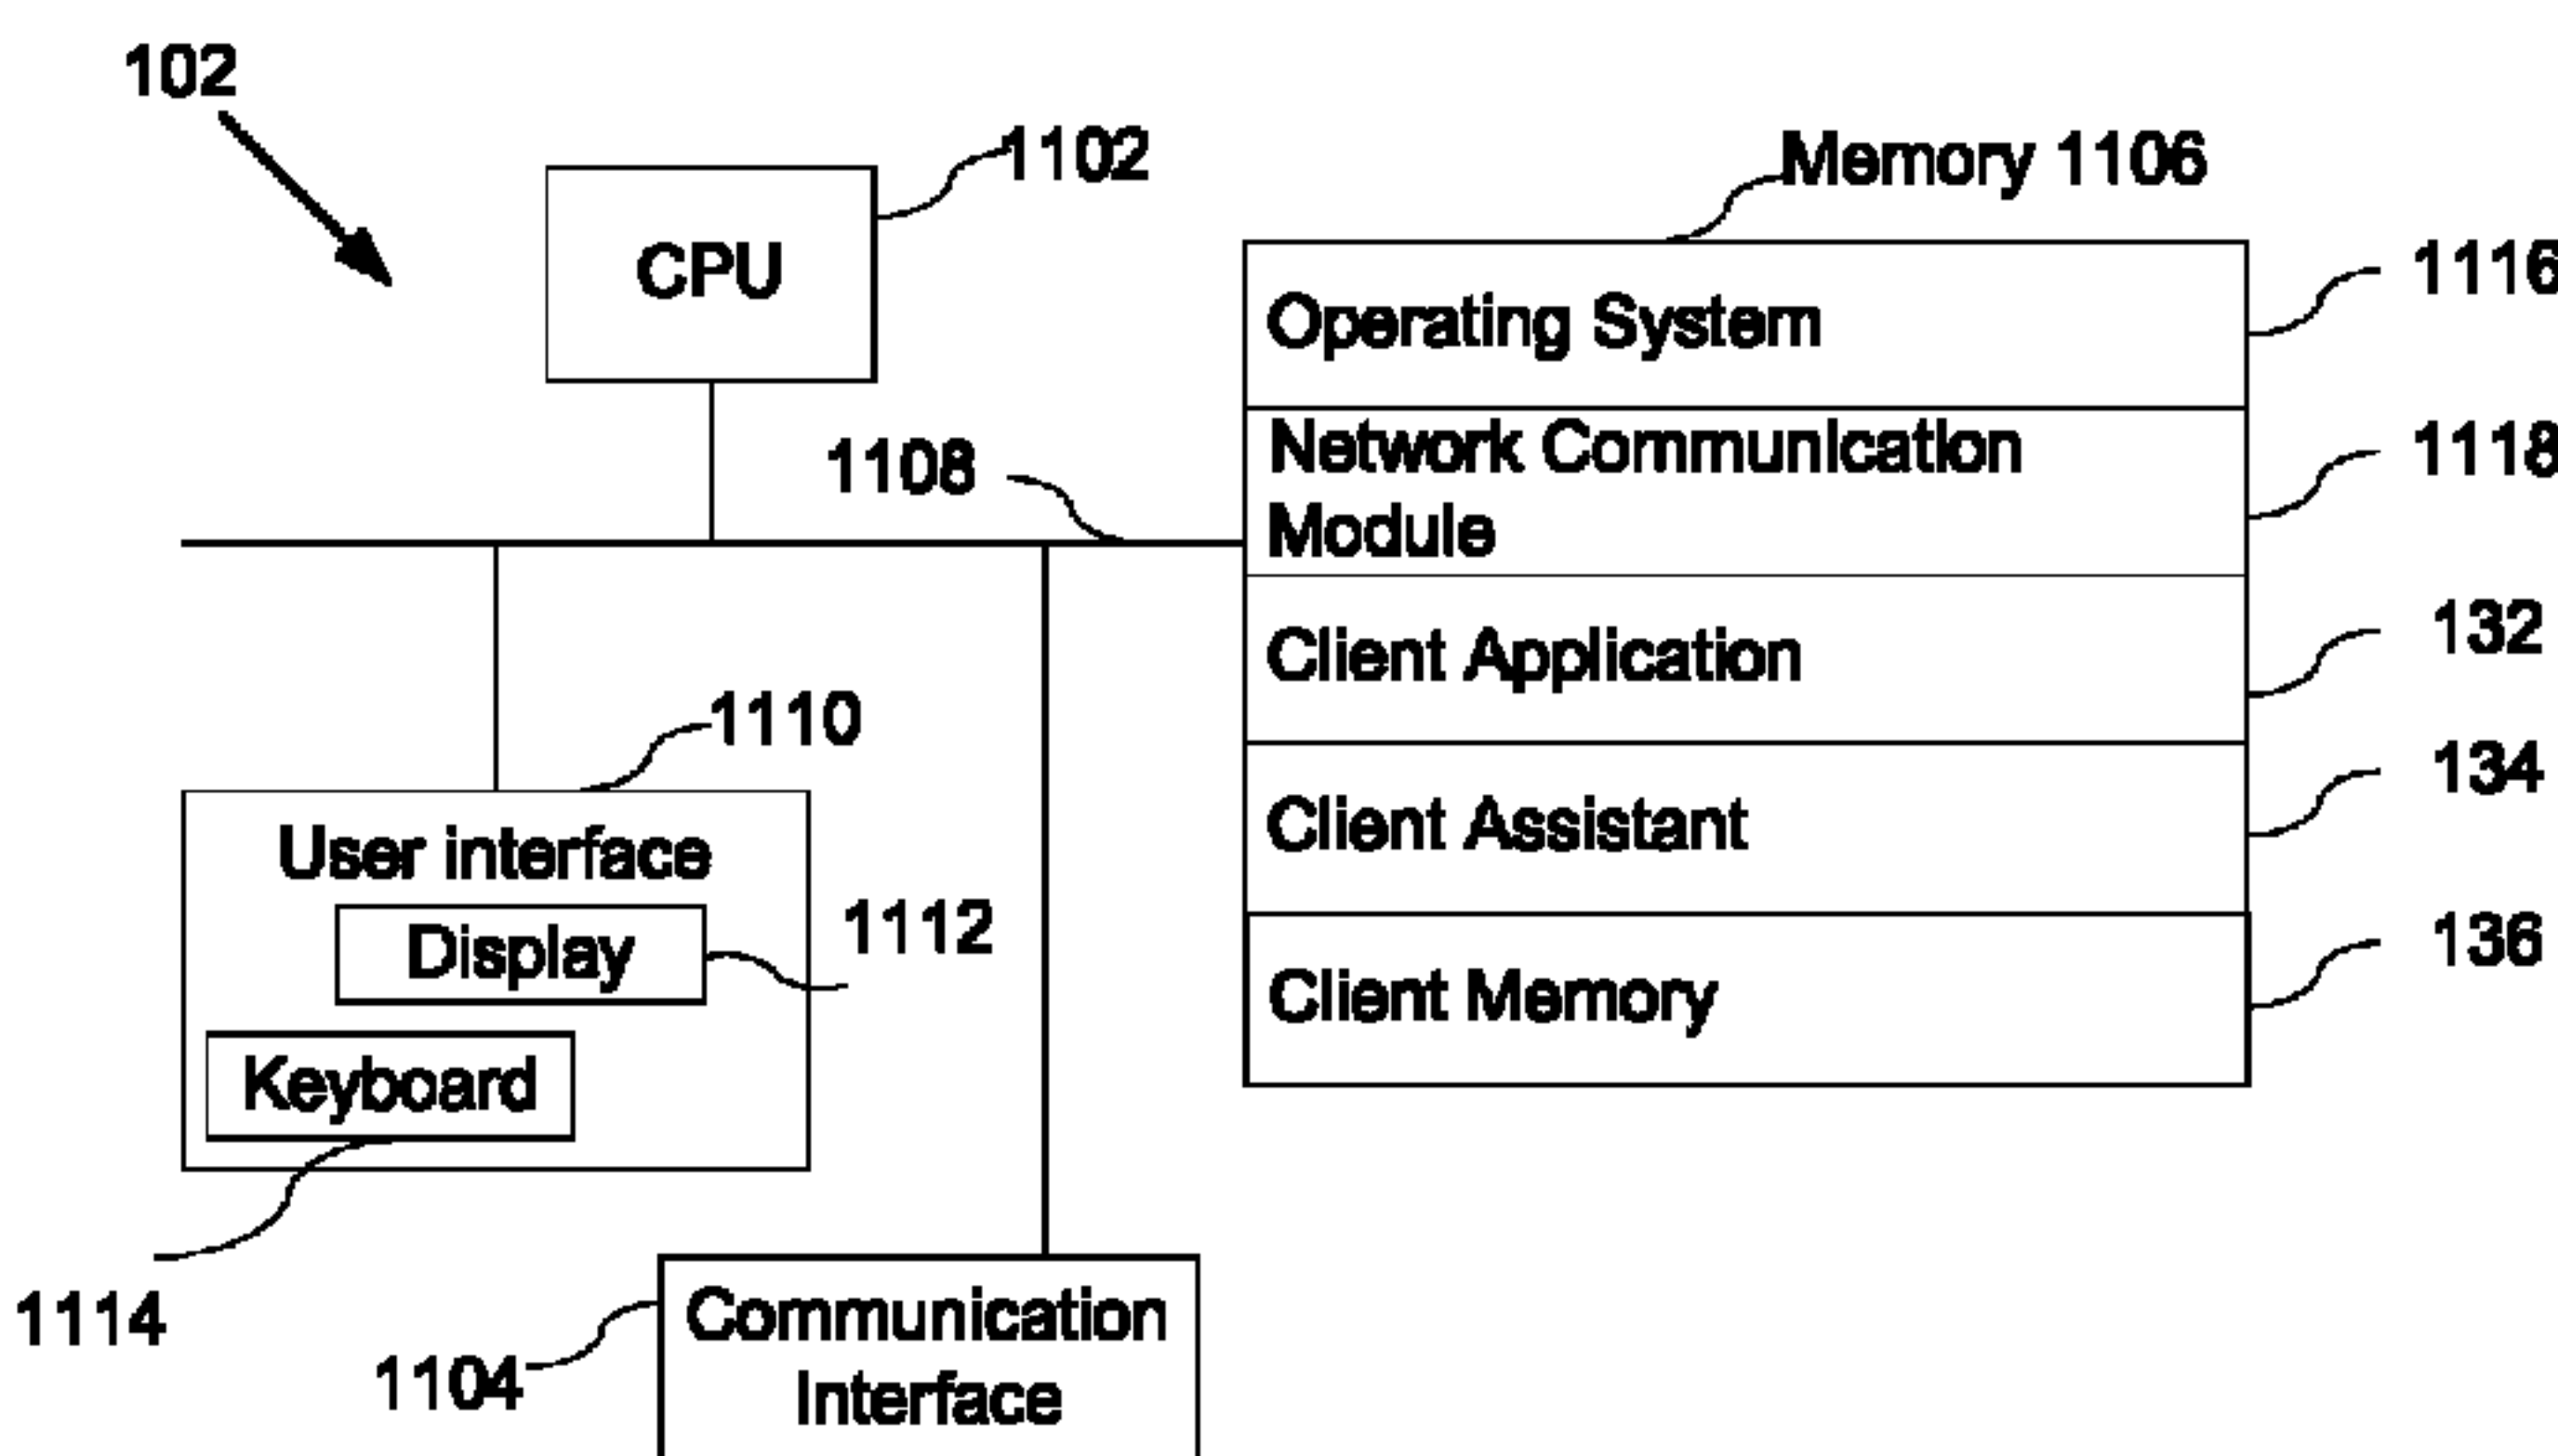 102
1102
CPU
Memory 1106
Operating System
1116
Network Communication
Module
1118
1108
Client Application
132
Client Assistant
134
Client Memory
136
1110
User interface
Display
1112
Keyboard
1114
Communication
Interface
1104